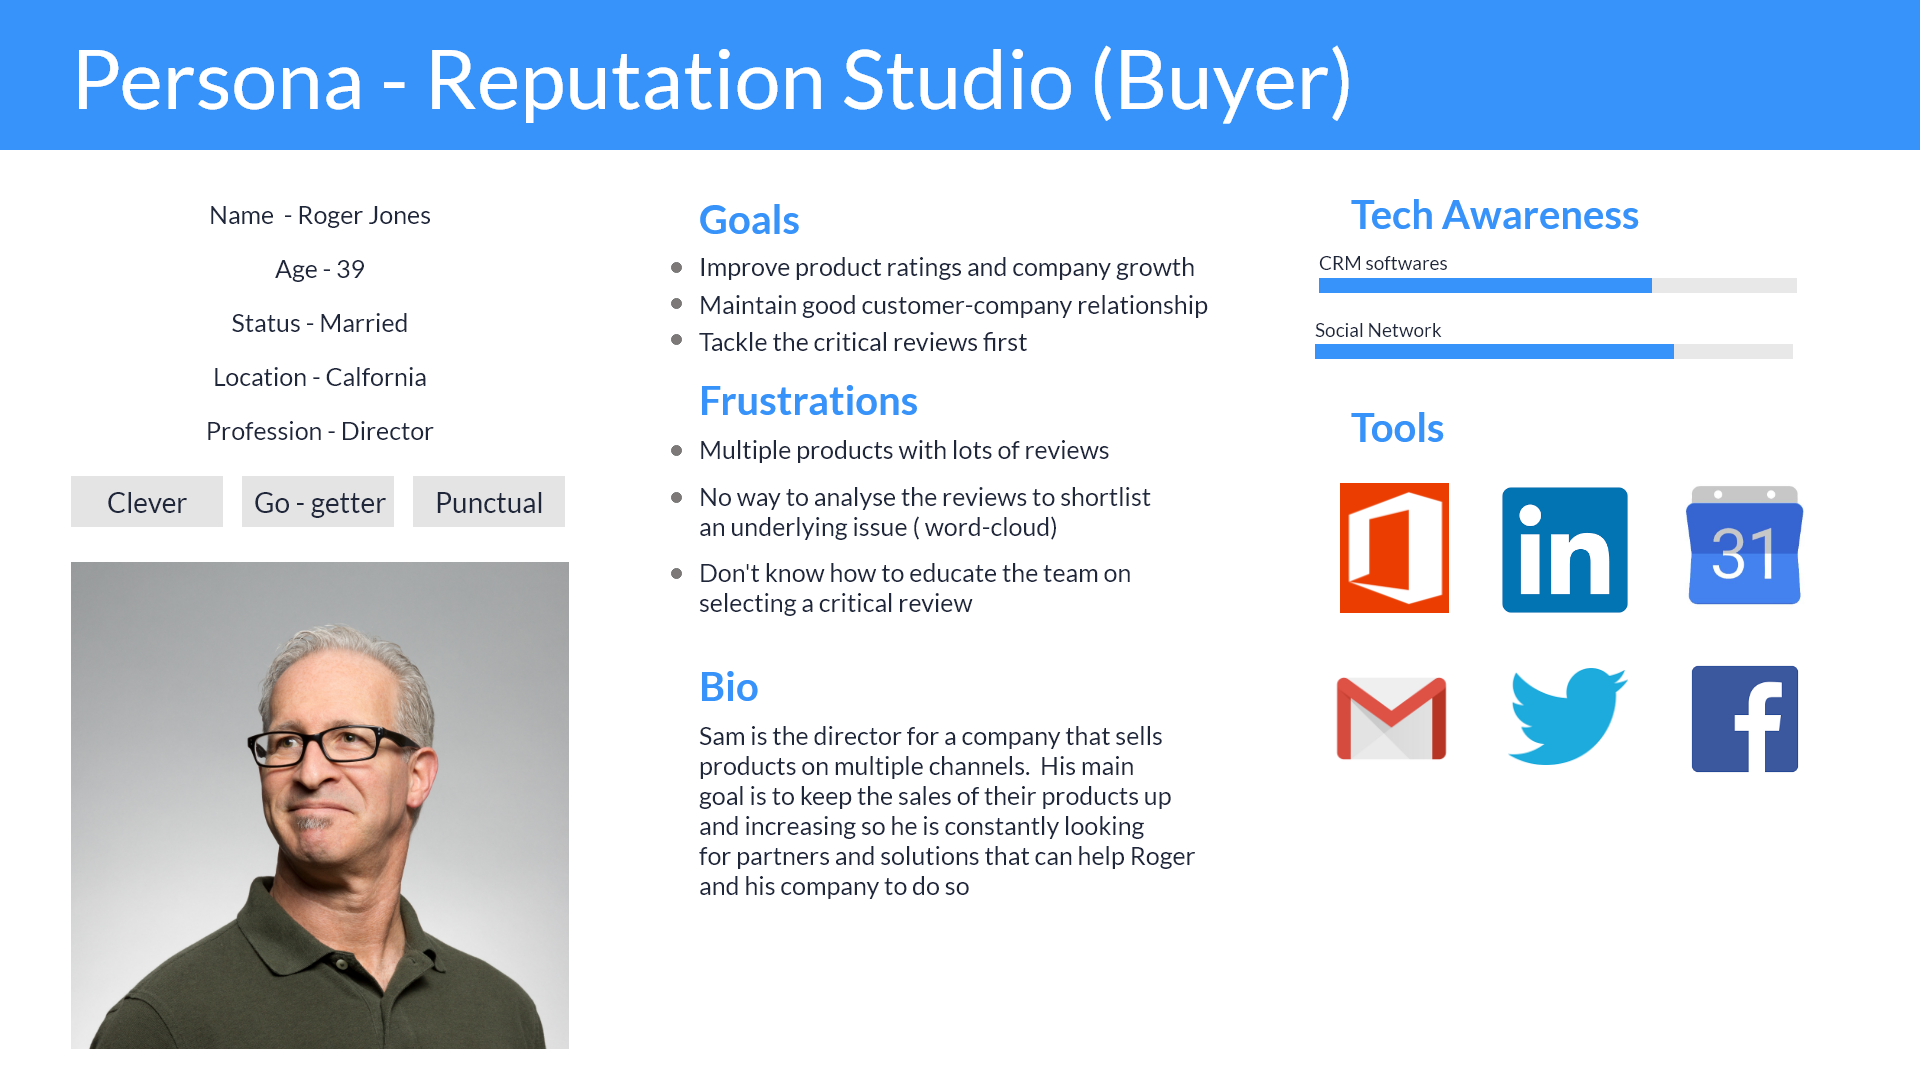 Persona - Reputation Studio (Buyer)
Name  - Roger Jones
Age - 39
Status - Married
Location - Calfornia
Profession - Director
Clever
Go - getter
Punctual
Goals
Improve product ratings and company growth
Maintain good customer-company relationship
Tackle the critical reviews first
Frustrations
Multiple products with lots of reviews
No way to analyse the reviews to shortlist
an underlying issue ( word-cloud)
Don't know how to educate the team on
selecting a critical review
Bio
Sam is the director for a company that sells
products on multiple channels.  His main
goal is to keep the sales of their products up
and increasing so he is constantly looking
for partners and solutions that can help Roger
and his company to do so
Tech Awareness
CRM softwares
Social Network
Tools
in
31
f